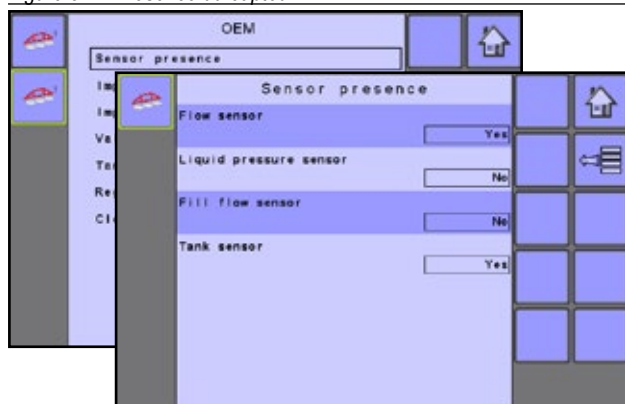 OEM
Sensor presence
Sensor presence
Flow sensor
Yes
Liquid pressure sensor
No
Fill flow sensor
No
Tank sensor
Yes